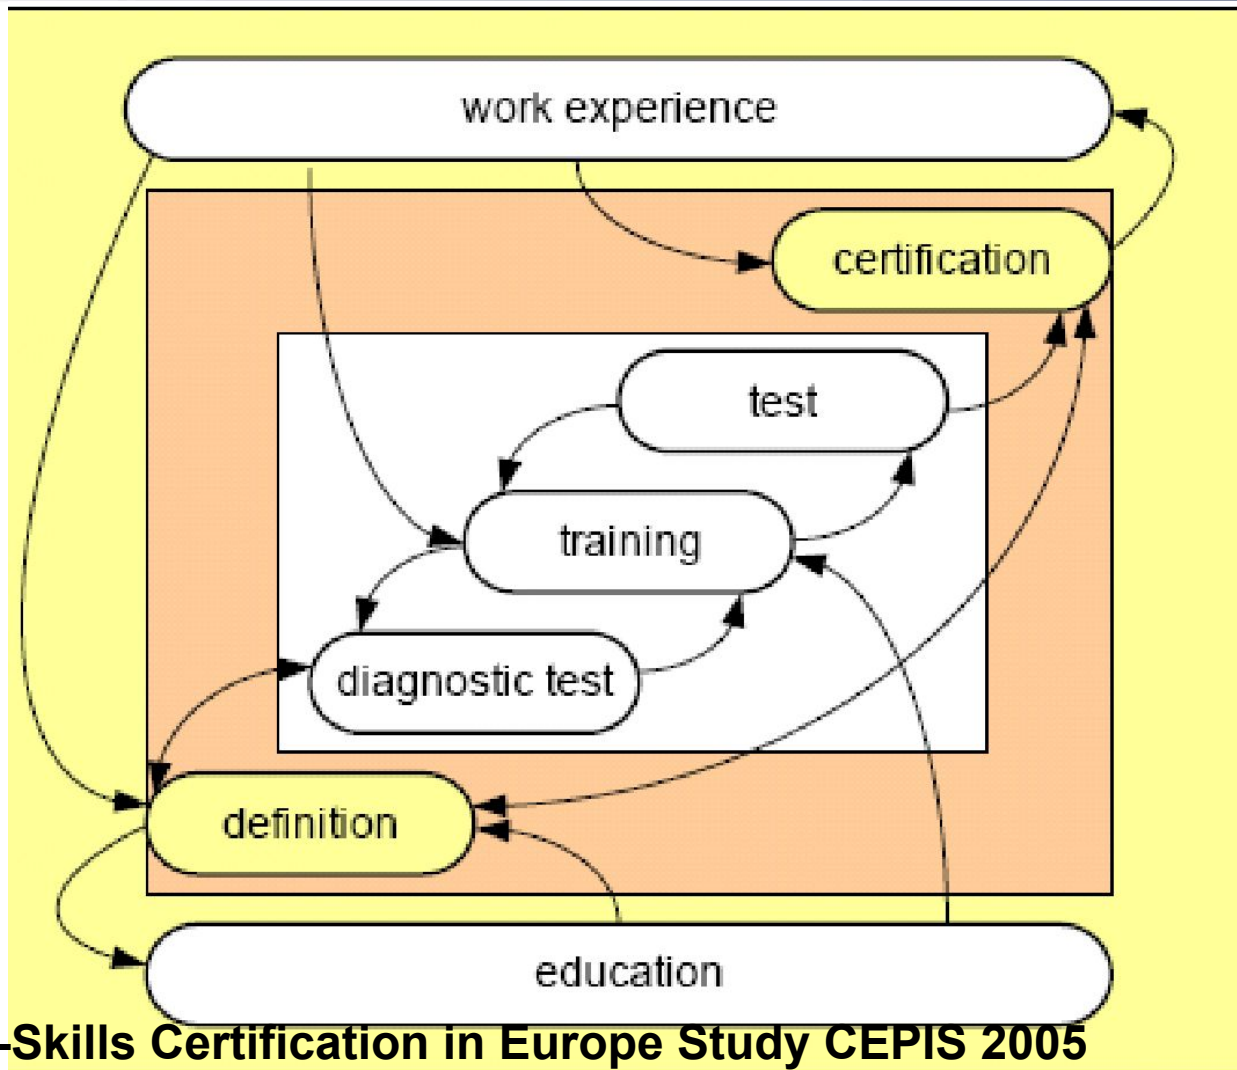 work experience
certification
test
training
diagnostic test
definition
education
-Skills Certification in Europe Study CEPIS 2005